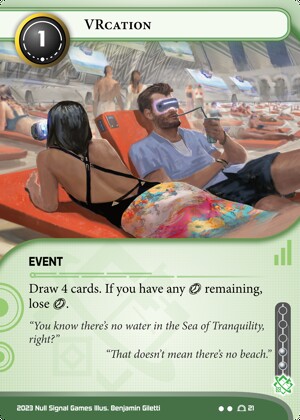 1
VRcation
EVENT
Draw 4 cards. If you have any remaining,
lose .
“You know there’s no water in the Sea of Tranquility,
right?”
“That doesn’t mean there’s no beach.”
2023 Null Signal Games Illus. Benjamin Giletti
21